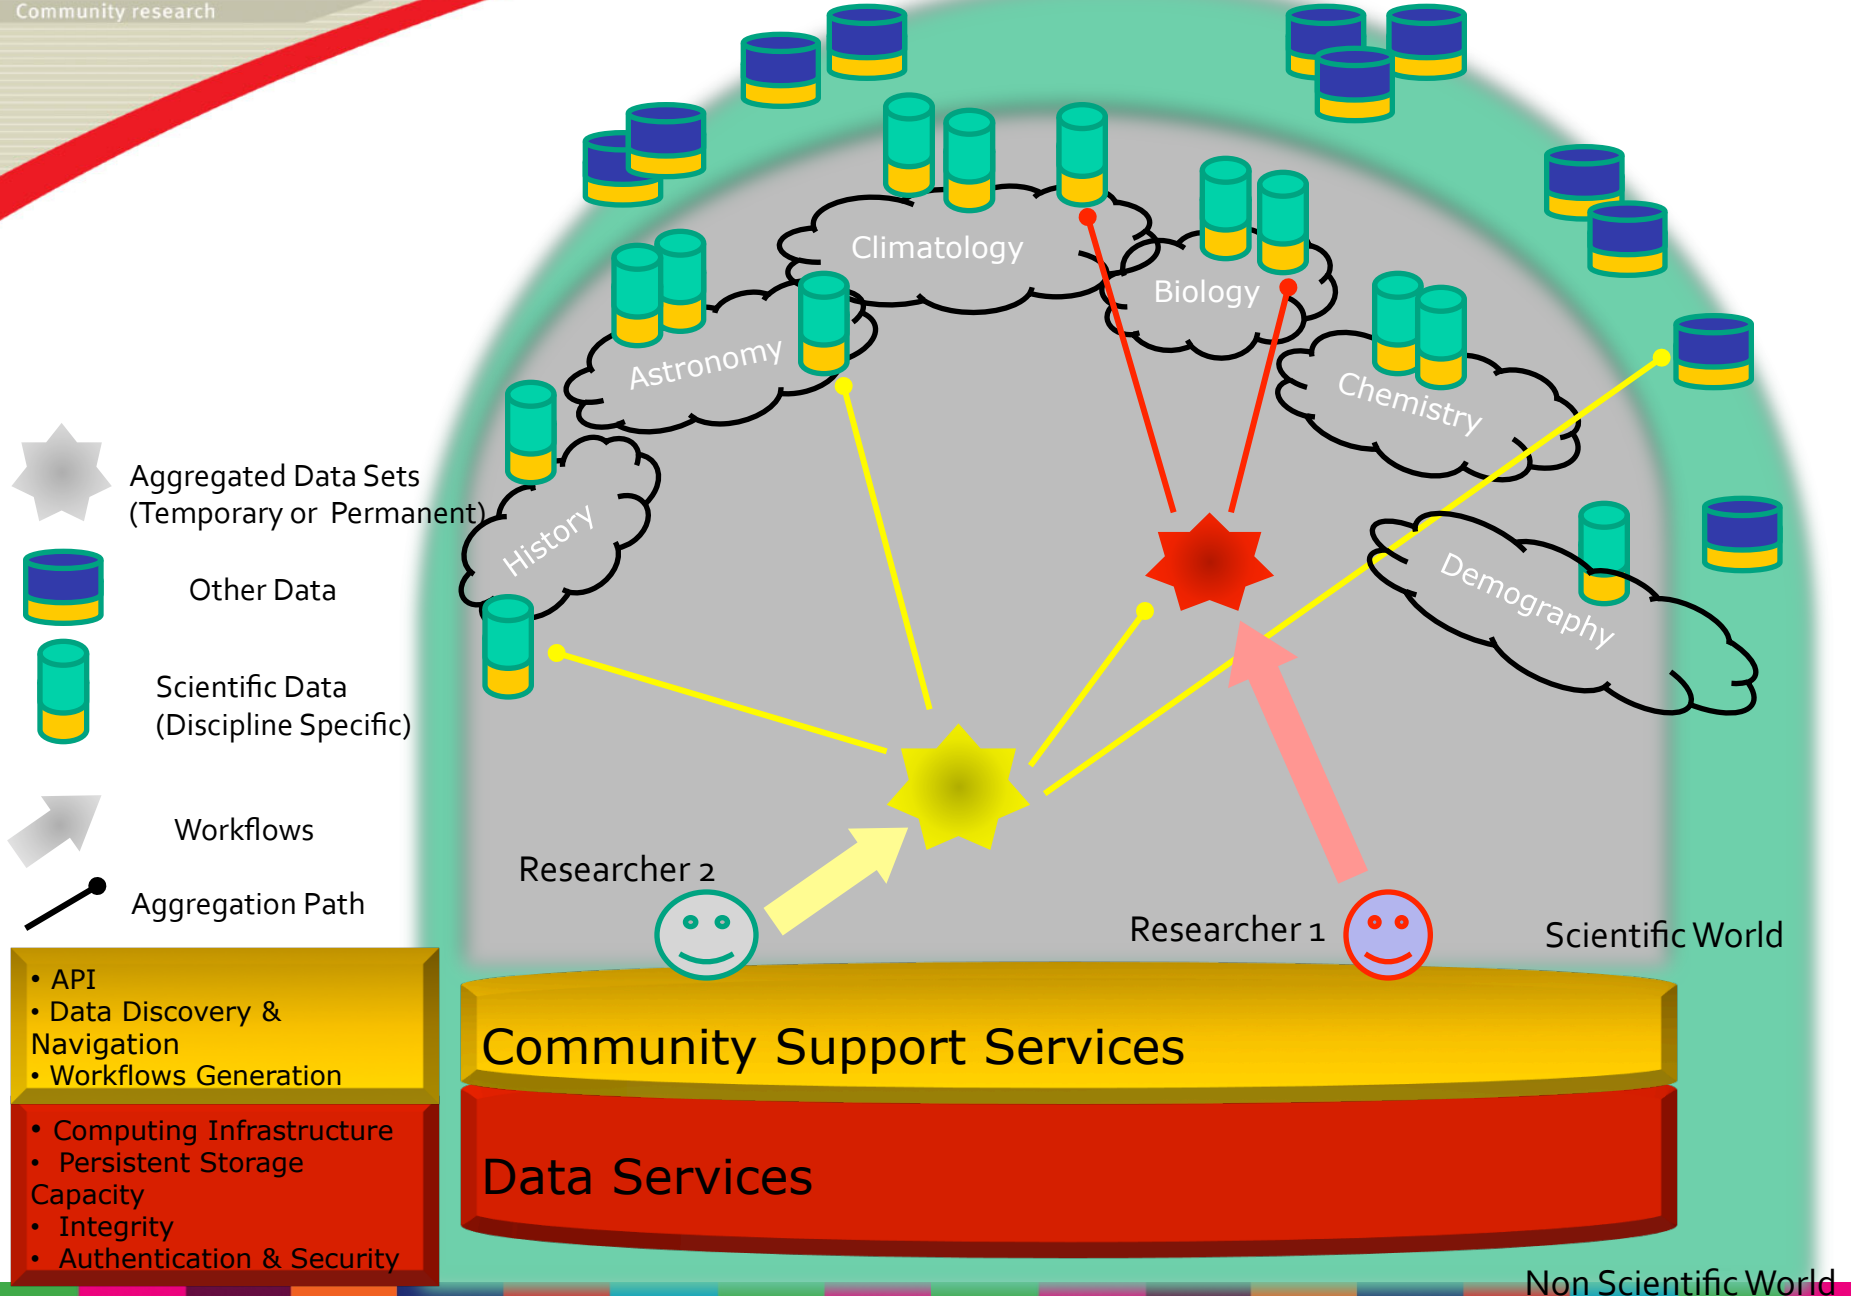 Community research
Climatology
Biology
Astronomy
Chemistry
History
Demography
Aggregated Data Sets
(Temporary or Permanent)
Other Data
Scientific Data
(Discipline Specific)
Workflows
Aggregation Path
Researcher 2
Researcher 1
Scientific World
• API
• Data Discovery &
Navigation
• Workflows Generation
Community Support Services
• Computing Infrastructure
• Persistent Storage
Capacity
• Integrity
• Authentication & Security
Data Services
Non Scientific World